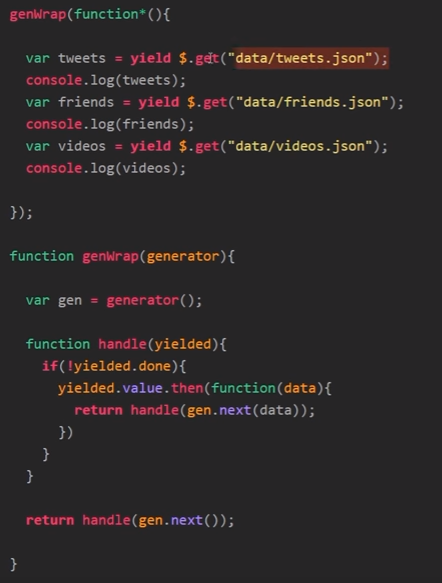 genWrap(function*(){
var tweets = yield $.get("data/tweets.json");
console.log(tweets);
var friends = yield $.get("data/friends.json");
console.log(friends);
var videos = yield $.get("data/videos.json");
console.log(videos);
});
function genWrap(generator){
var gen = generator();
function handle(yielded){
if(!yielded.done){
yielded.value.then(function(data){
return handle(gen.next(data));
})
}
}
return handle(gen.next());
}